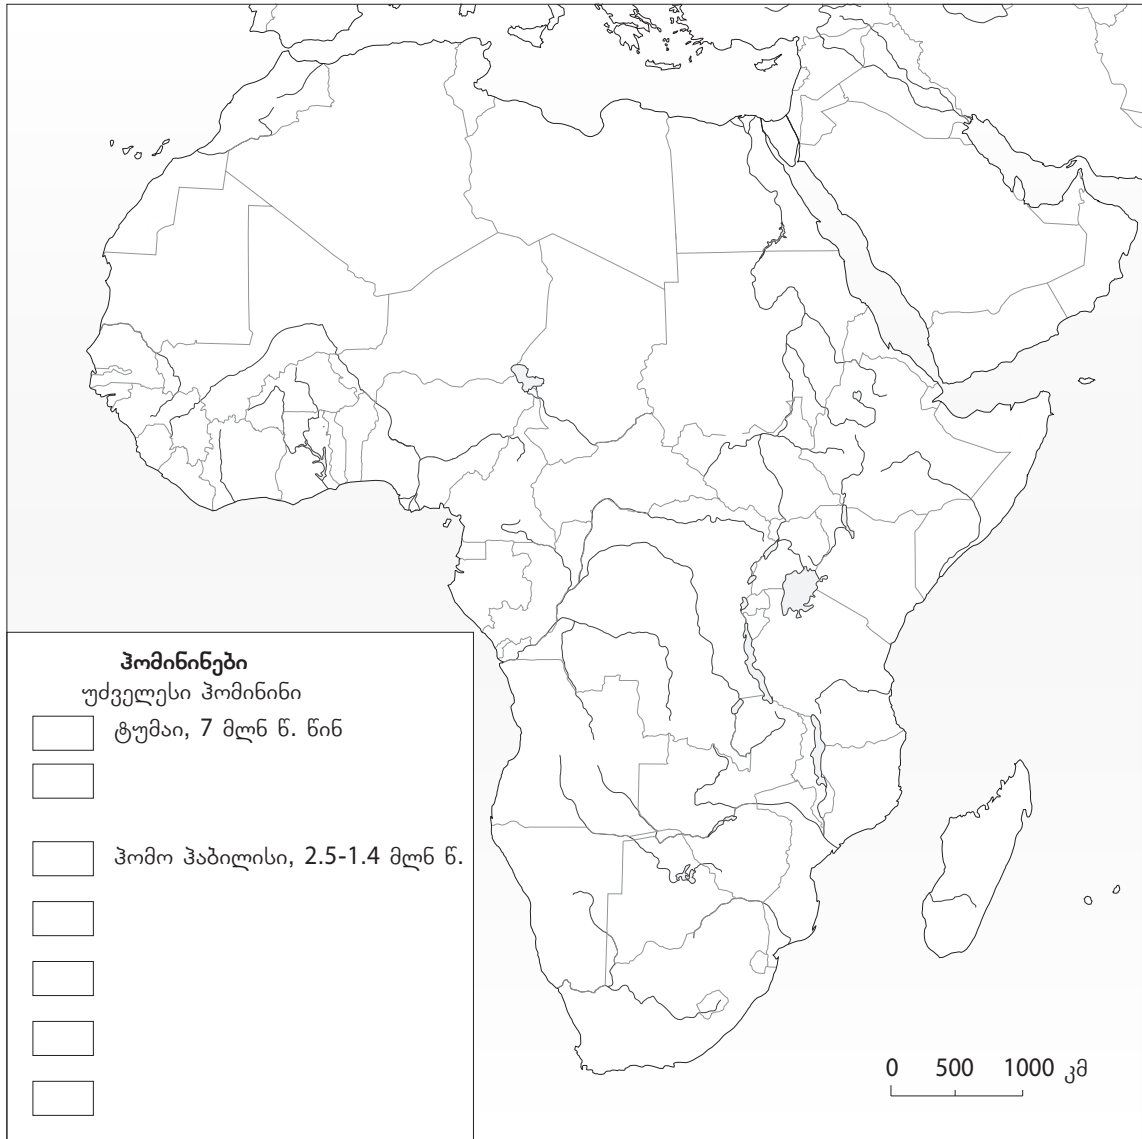 ჰომინინები
უძველესი ჰომინინი
ტუმაი, 7 მლნ წ. წინ
ჰომო ჰაბილისი, 2.5-1.4 მლნ წ.
0 500 1000 კმ